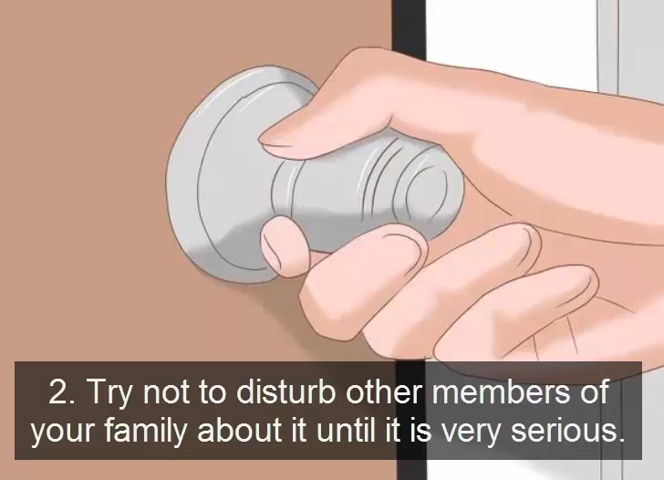 2. Try not to disturb other members of
your family about it until it is very serious.